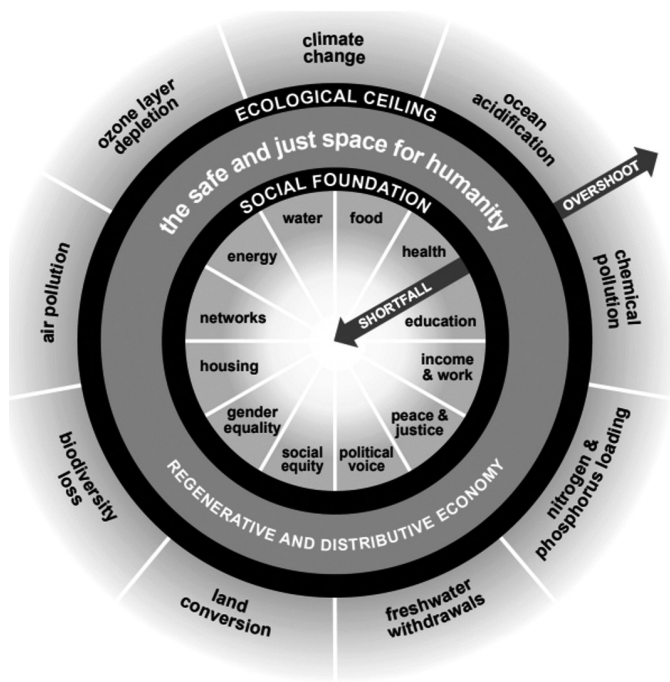 climate
change
ocean
acidification
OVERSHOOT
chemical
pollution
nitrogen &
phosphorus loading
freshwater
withdrawals
land
conversion
biodiversity
loss
air pollution
ozone layer
depletion
ECOLOGICAL CEILING
the safe and just space for humanity
SOCIAL FOUNDATION
water
food
health
SHORTFALL
education
income
& work
peace &
justice
political
voice
social
equity
gender
equality
housing
networks
energy
REGENERATIVE AND DISTRIBUTIVE ECONOMY